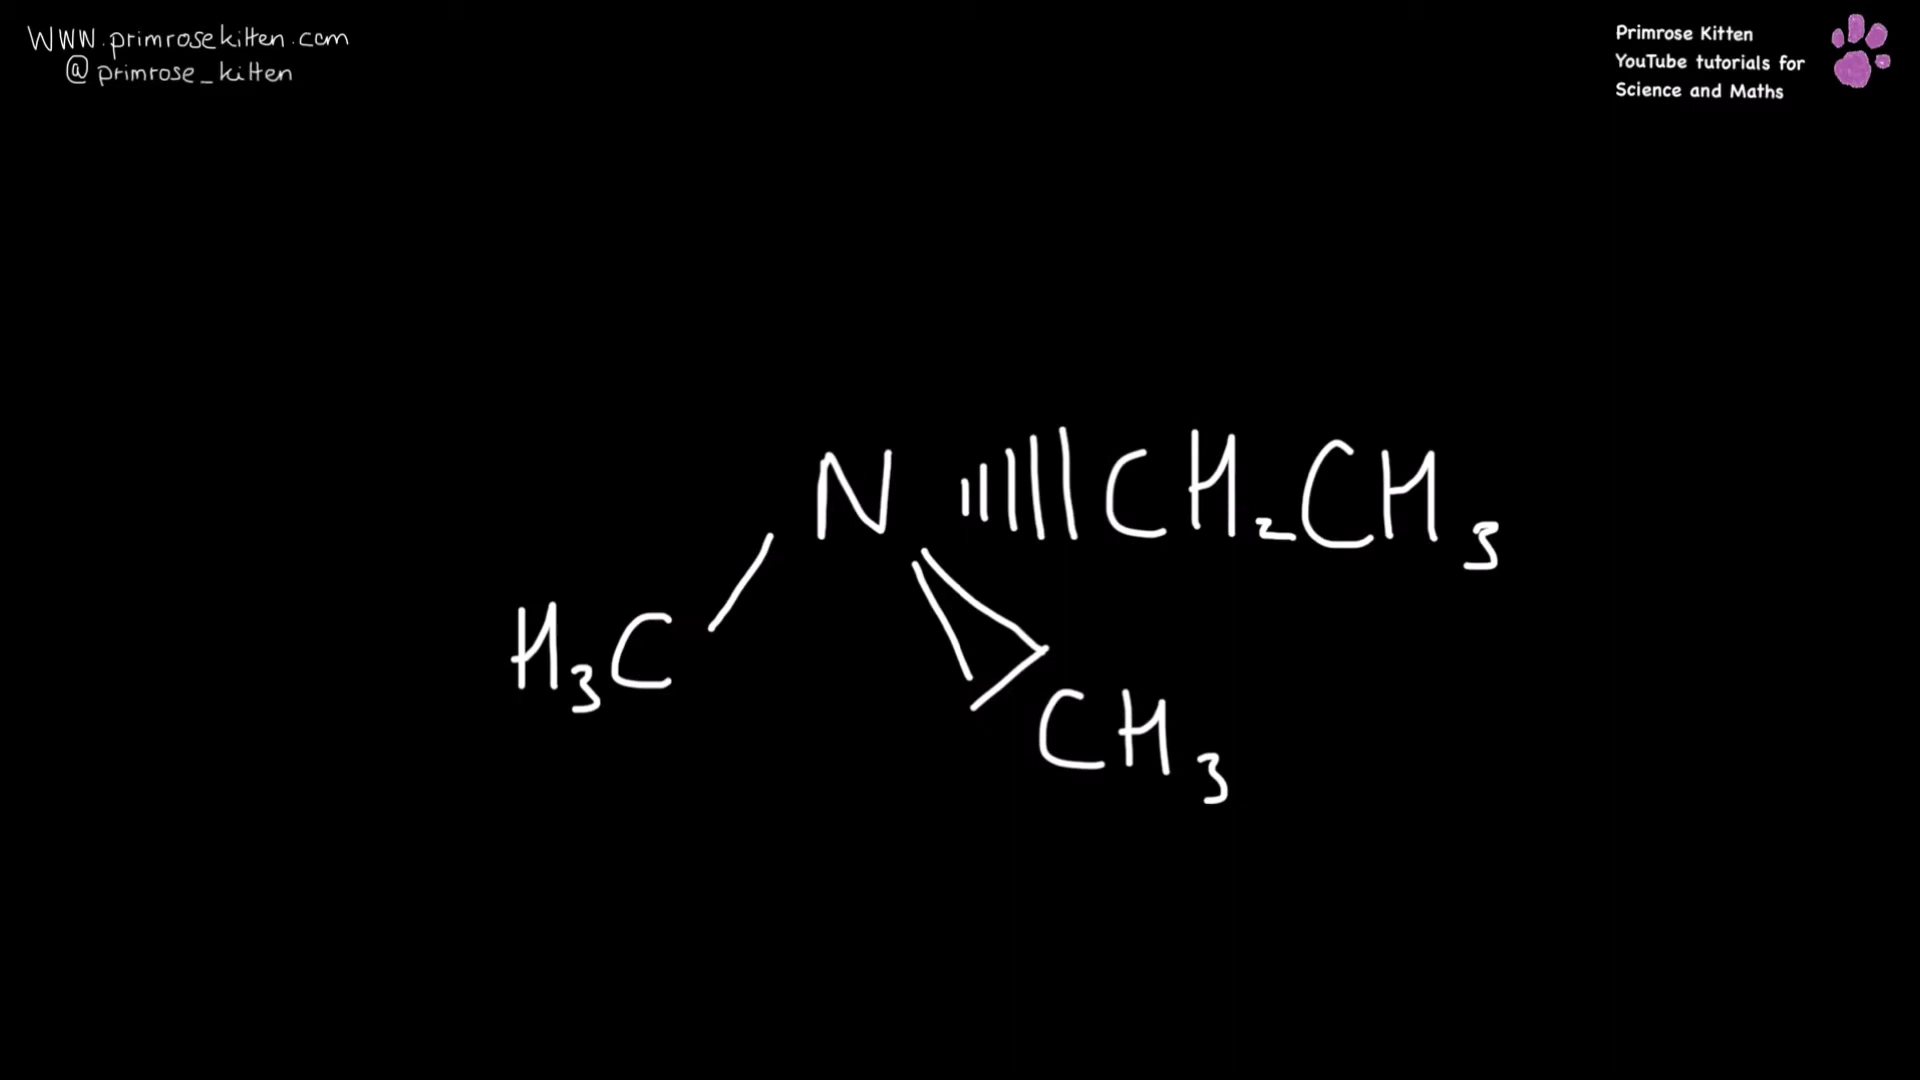 www.primrosekitten.com
@primrose_kitten
Primrose Kitten
YouTube tutorials for
Science and Maths
N CH2CH3
H3C
CH3